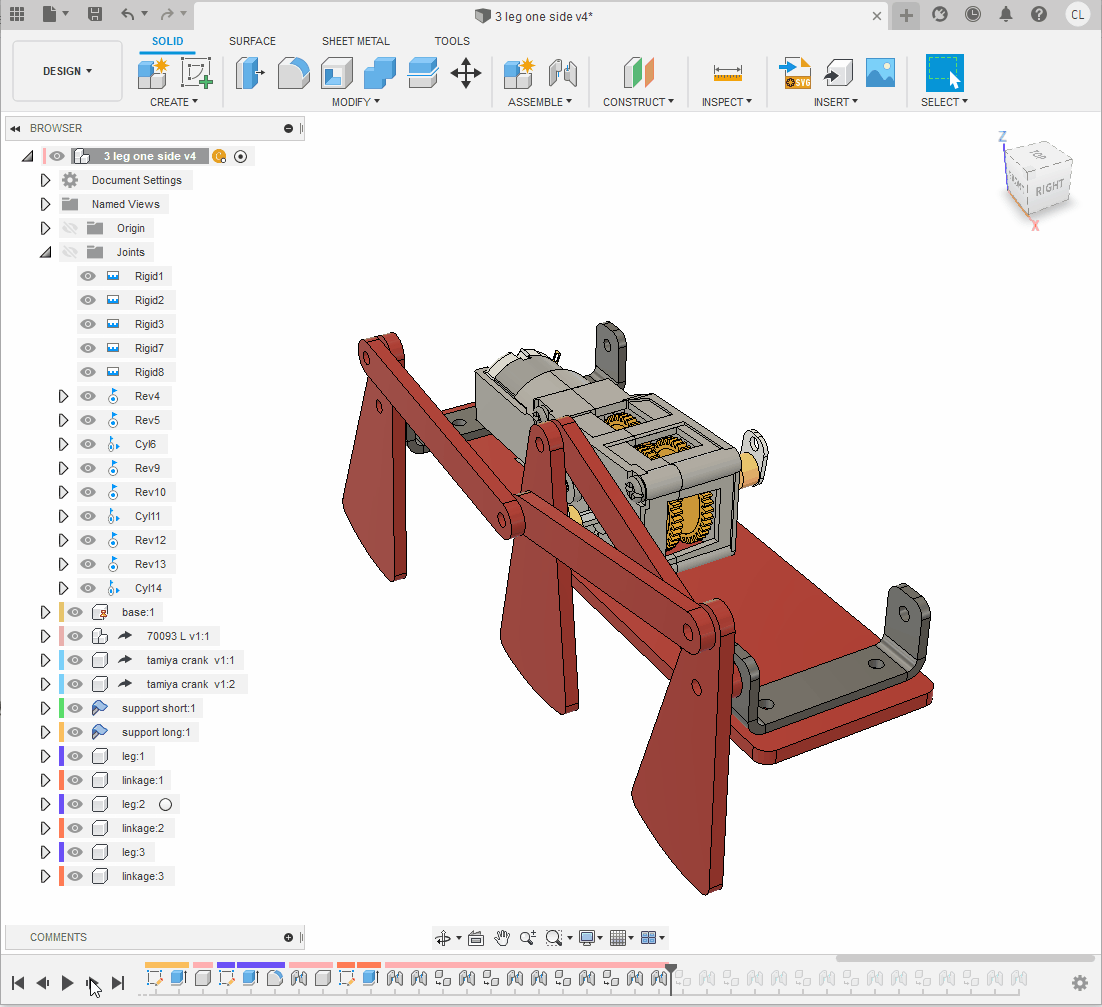 3 leg one side v4*
CL
SOLID SURFACE SHEET METAL TOOLS
DESIGN
SVG
CREATE MODIFY ASSEMBLE CONSTRUCT INSPECT INSERT SELECT
BROWSER
3 leg one side v4
Document Settings
Named Views
Origin
Joints
Rigid1
Rigid2
Rigid3
Rigid7
Rigid8
Rev4
Rev5
Cyl6
Rev9
Rev10
Cyl11
Rev12
Rev13
Cyl14
base:1
70093 L v1:1
tamiya crank v1:1
tamiya crank v1:2
support short:1
support long:1
leg:1
linkage:1
leg:2
linkage:2
leg:3
linkage:3
Z
TOP
RIGHT
X
COMMENTS